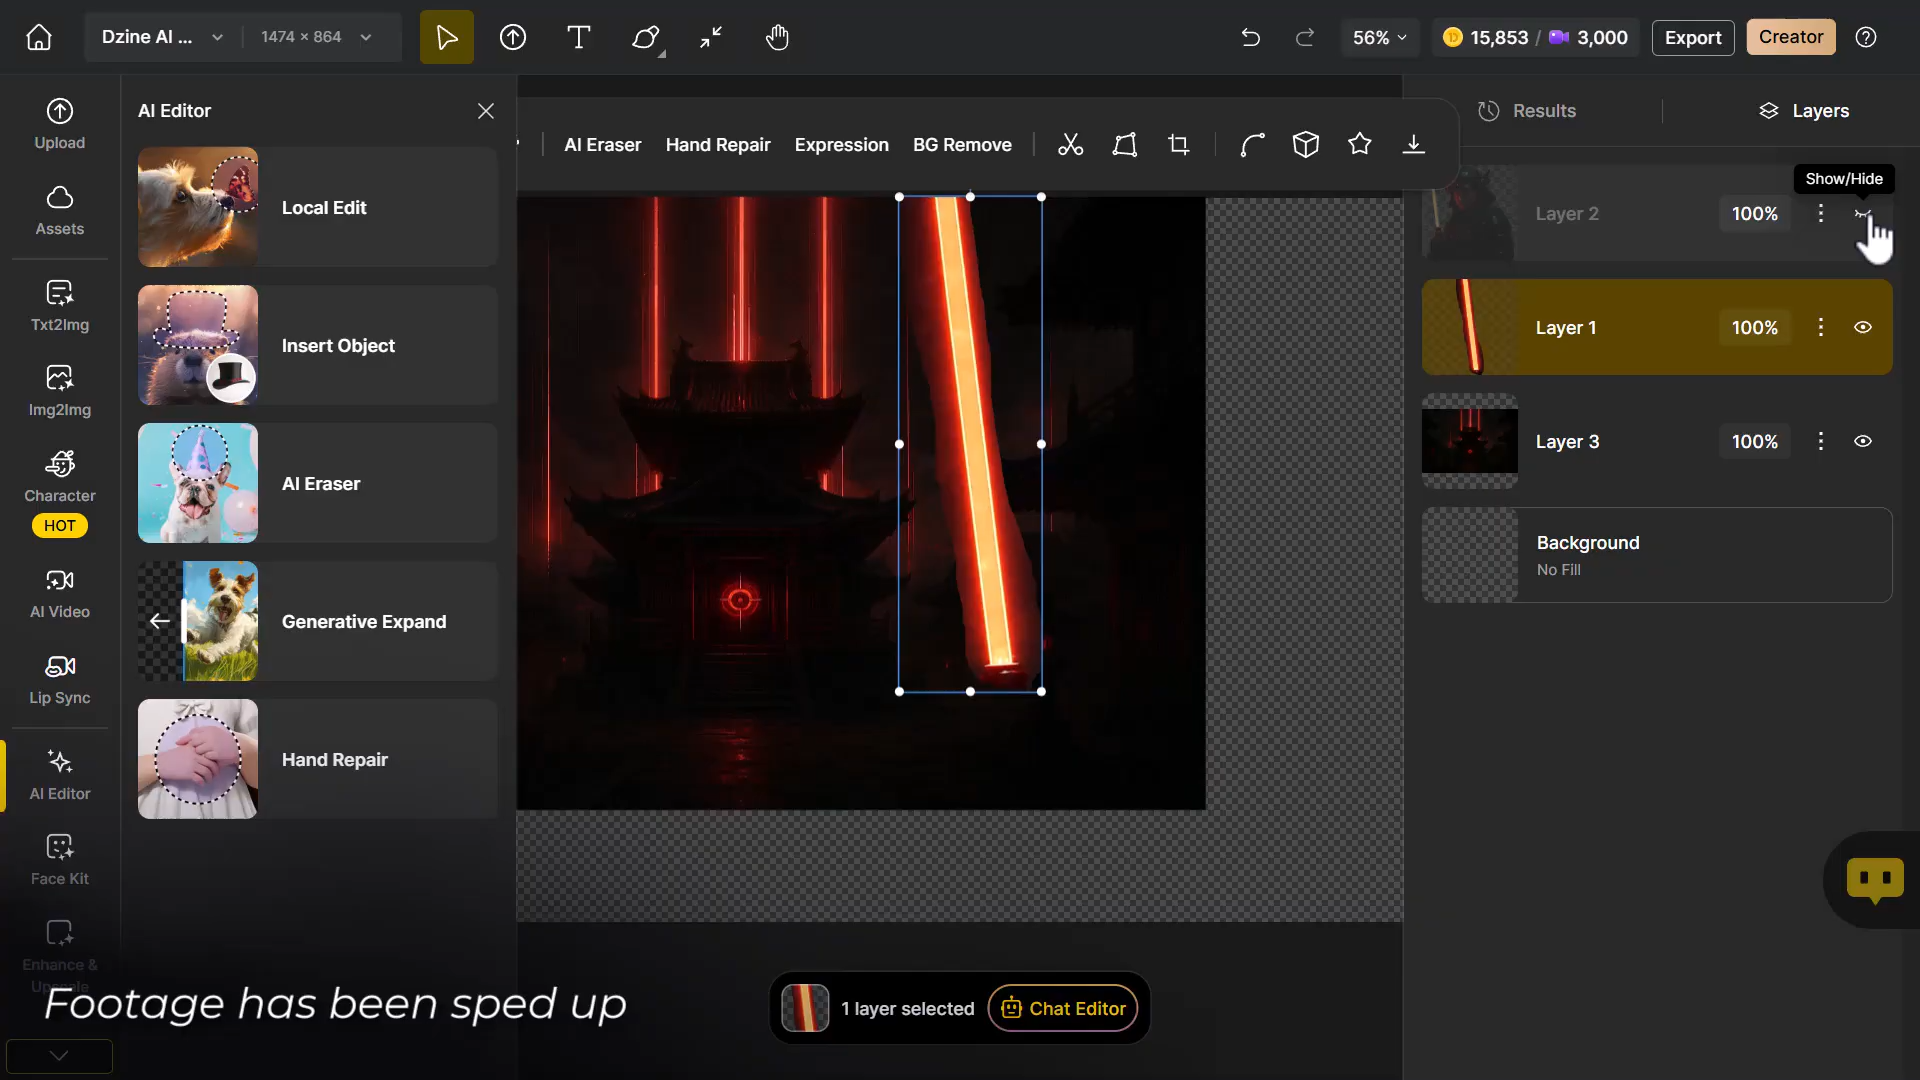 Dzine AI ...
1474 × 864
56%
15,853 / 3,000
Export
Creator
Upload
Assets
Txt2Img
Img2Img
Character
HOT
AI Video
Lip Sync
AI Editor
Face Kit
Enhance &
Upscale
AI Editor
Local Edit
Insert Object
AI Eraser
Generative Expand
Hand Repair
AI Eraser
Hand Repair
Expression
BG Remove
Results
Layers
Show/Hide
Layer 2
100%
Layer 1
100%
Layer 3
100%
Background
No Fill
1 layer selected
Chat Editor
Footage has been sped up